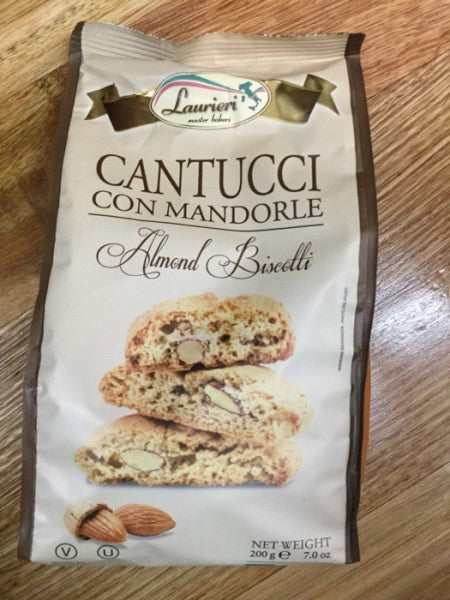 Laurieri
master bakers
CANTUCCI
CON MANDORLE
Almond Biscotti
NET WEIGHT
200 g ℮ 7.0 oz
V U